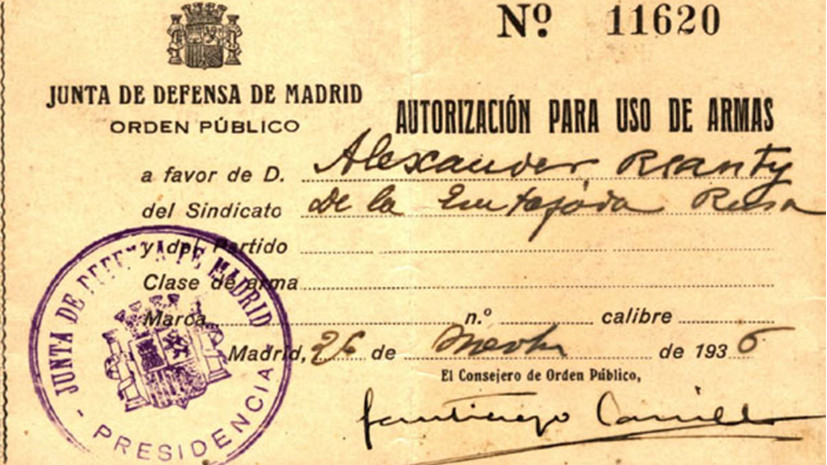 Nº 11620
JUNTA DE DEFENSA DE MADRID
ORDEN PÚBLICO
AUTORIZACIÓN PARA USO DE ARMAS
a favor de D. Alexander
del Sindicato De la Rusa
y del Partido
Clase de arma
Marca nº calibre
Madrid, 26 de de 1936
El Consejero de Orden Público,
Santiago Carrillo
JUNTA DE DEFENSA DE MADRID
- PRESIDENCIA -